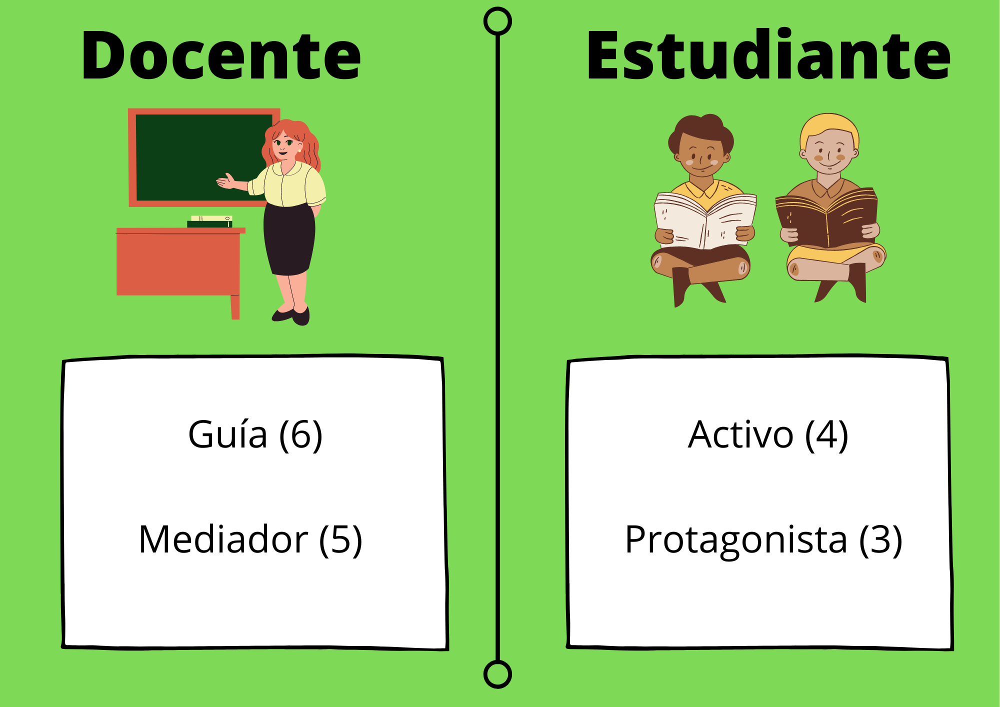 Docente
Guía (6)
Mediador (5)
Estudiante
Activo (4)
Protagonista (3)